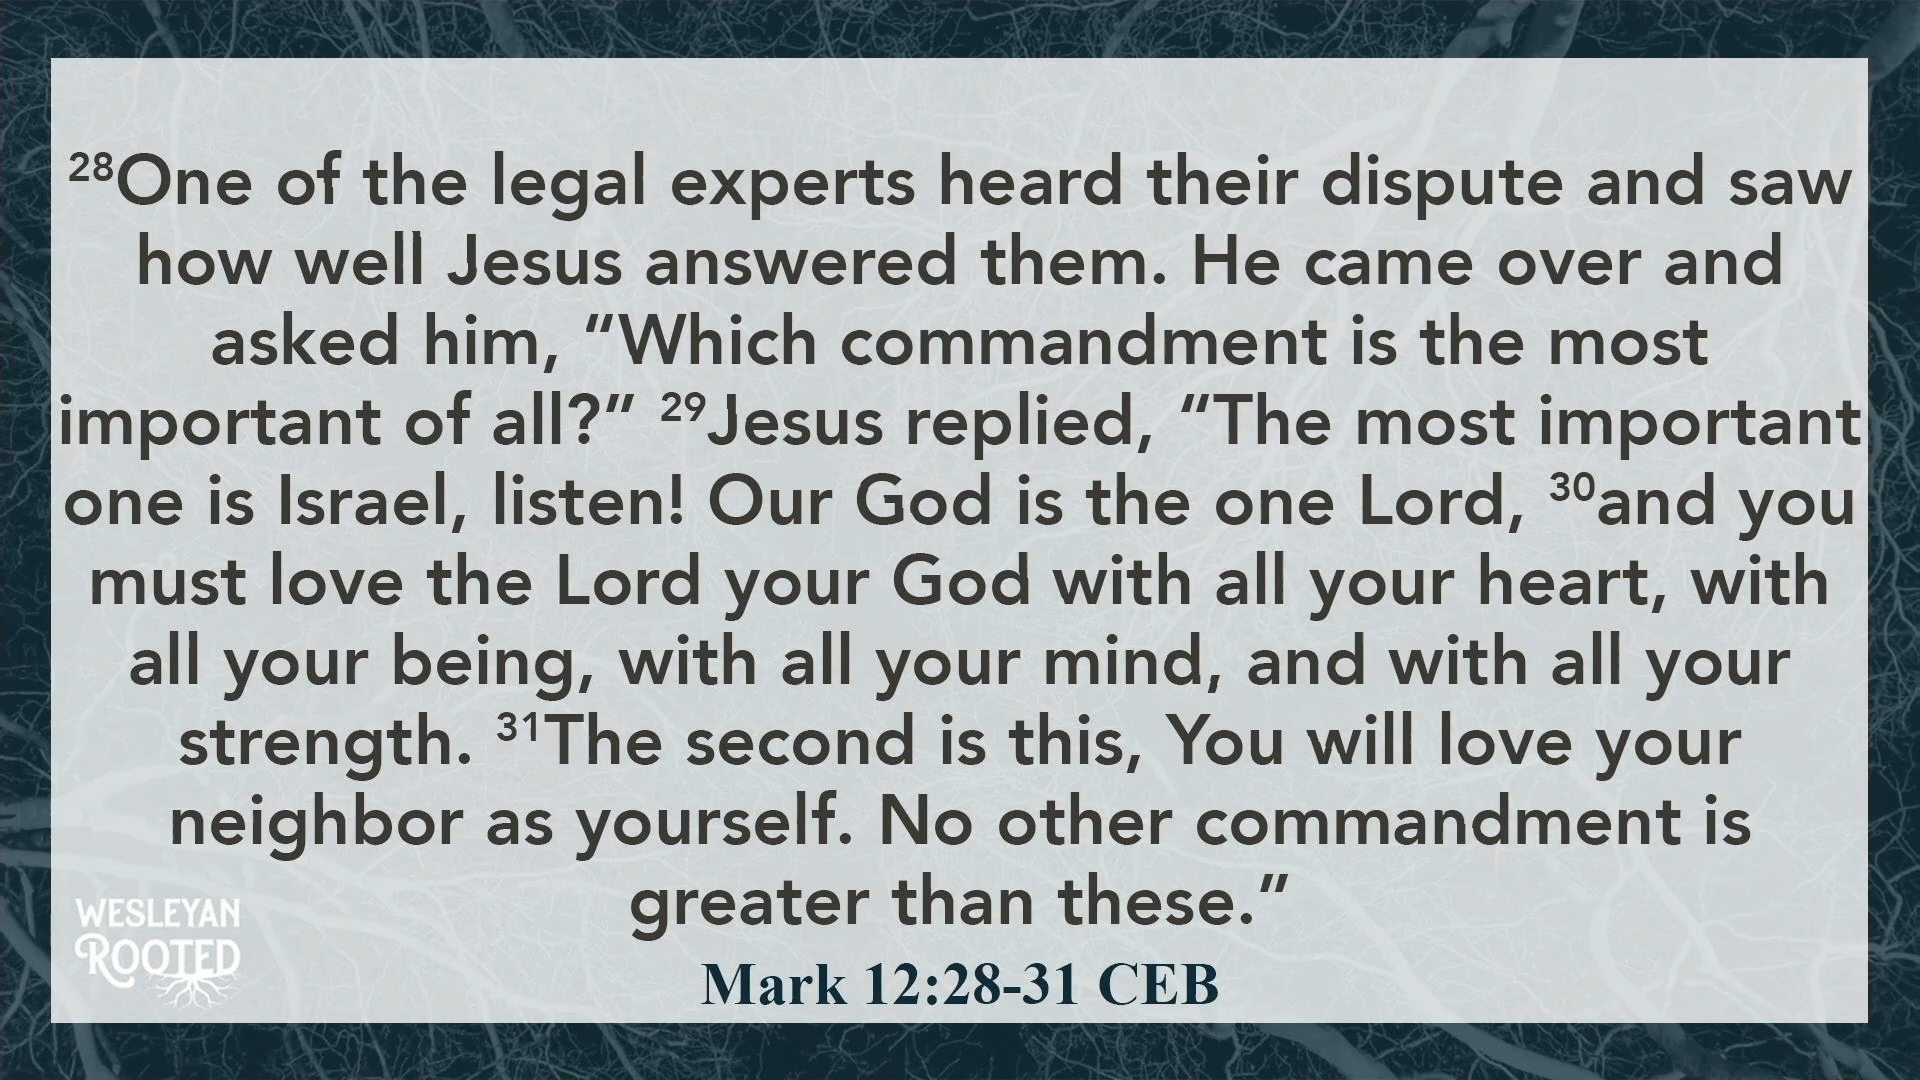 ²⁸One of the legal experts heard their dispute and saw
how well Jesus answered them. He came over and
asked him, “Which commandment is the most
important of all?” ²⁹Jesus replied, “The most important
one is Israel, listen! Our God is the one Lord, ³⁰and you
must love the Lord your God with all your heart, with
all your being, with all your mind, and with all your
strength. ³¹The second is this, You will love your
neighbor as yourself. No other commandment is
greater than these.”
Mark 12:28-31 CEB
WESLEYAN
ROOTED